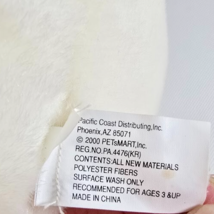 Pacific Coast Distributing,Inc.
Phoenix,AZ 85071
© 2000 PETsMART,Inc.
REG.NO:PA.4476(KR)
CONTENTS:ALL NEW MATERIALS
POLYESTER FIBERS
SURFACE WASH ONLY
RECOMMENDED FOR AGES 3 &UP
MADE IN CHINA